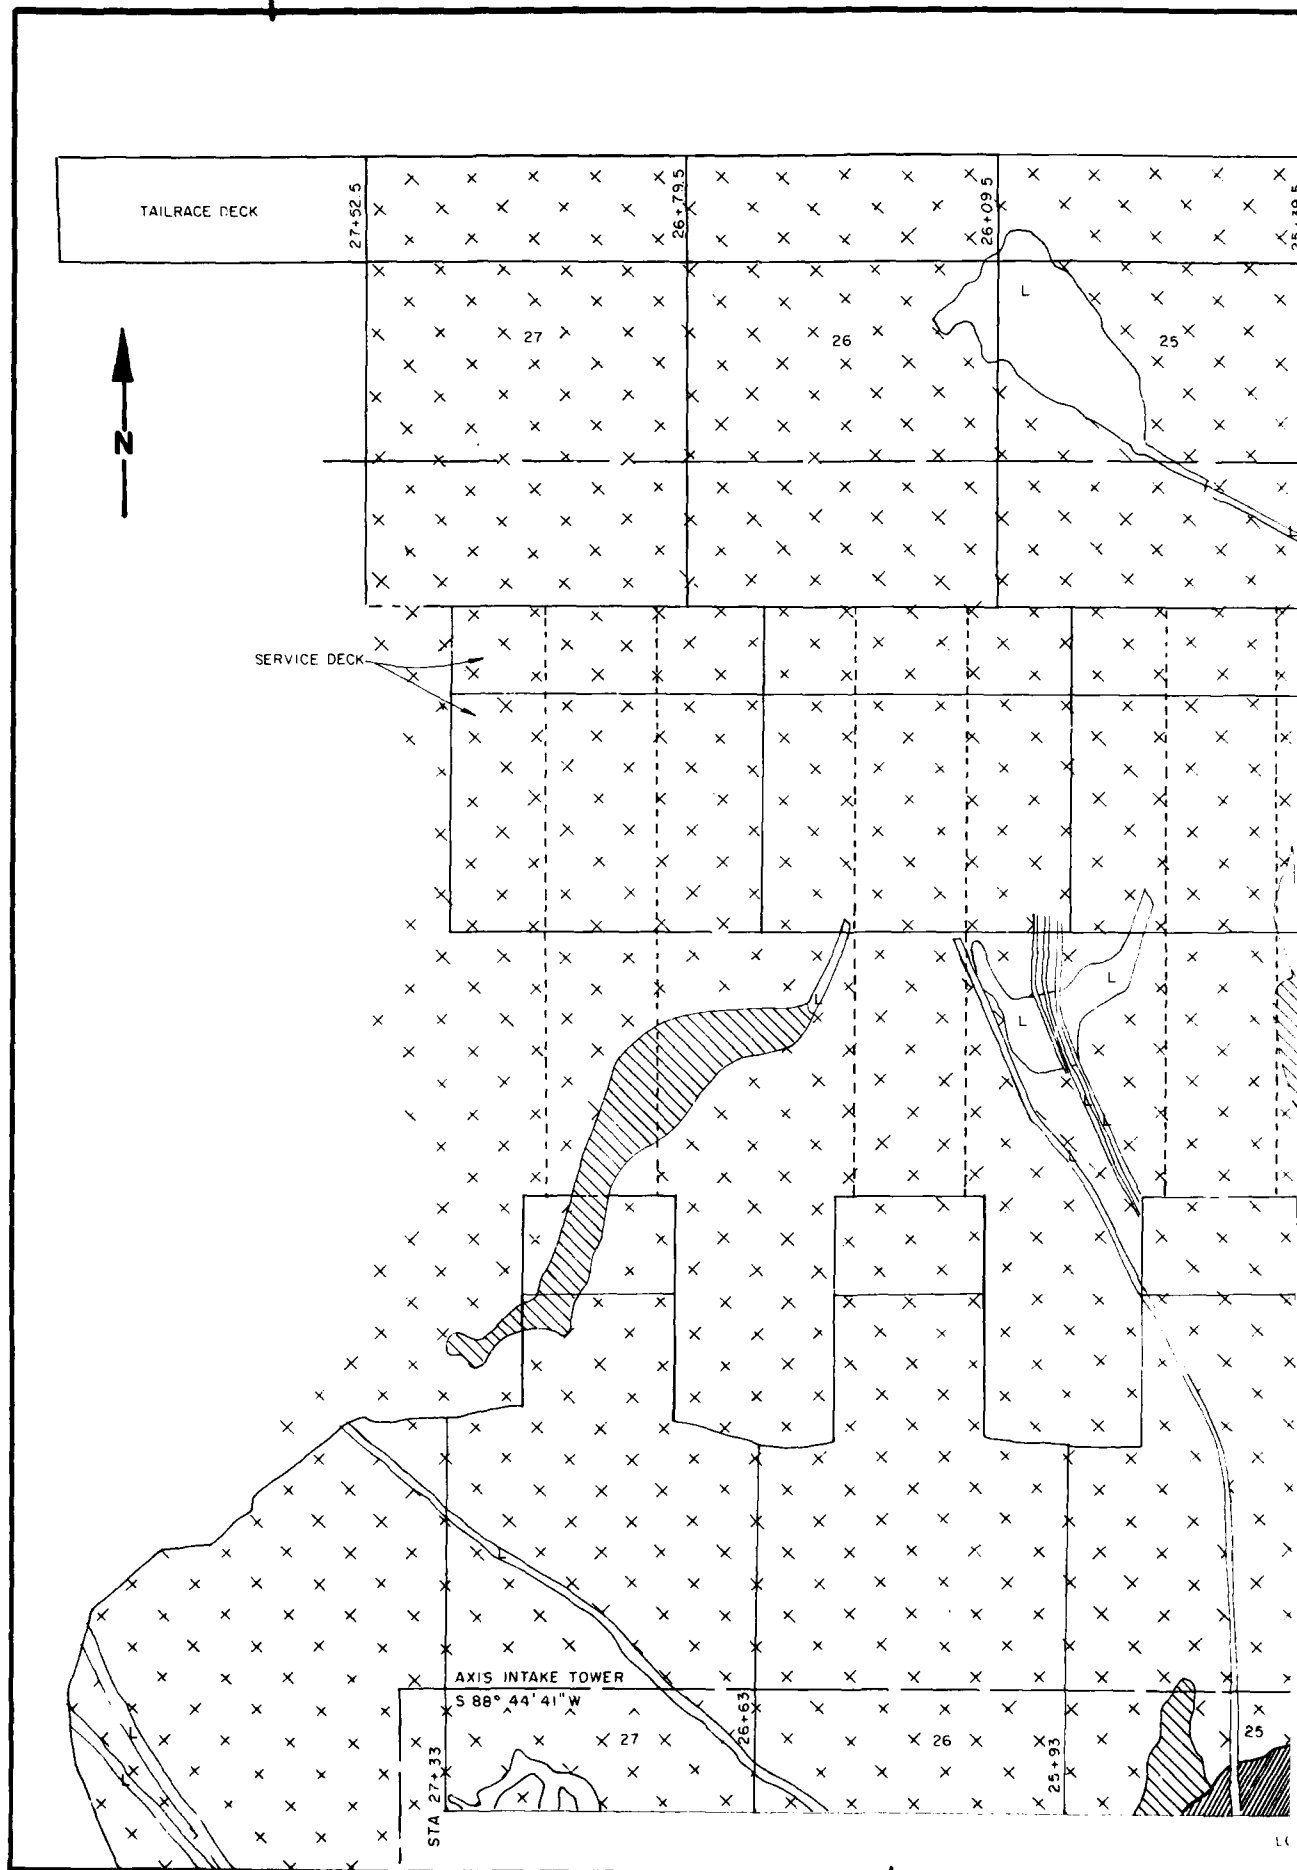 TAILRACE DECK
27+52.5
26+79.5
26+09.5
L
27
26
25
N
L
SERVICE DECK
L
L
L
L
L
L
L
AXIS INTAKE TOWER
S 88° 44' 41" W
27
26
25
STA 27+33
26+63
25+93
L
L